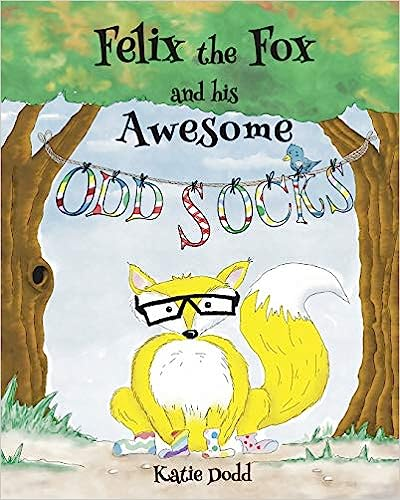 Felix the Fox
and his
Awesome
ODD SOCKS
Katie Dodd